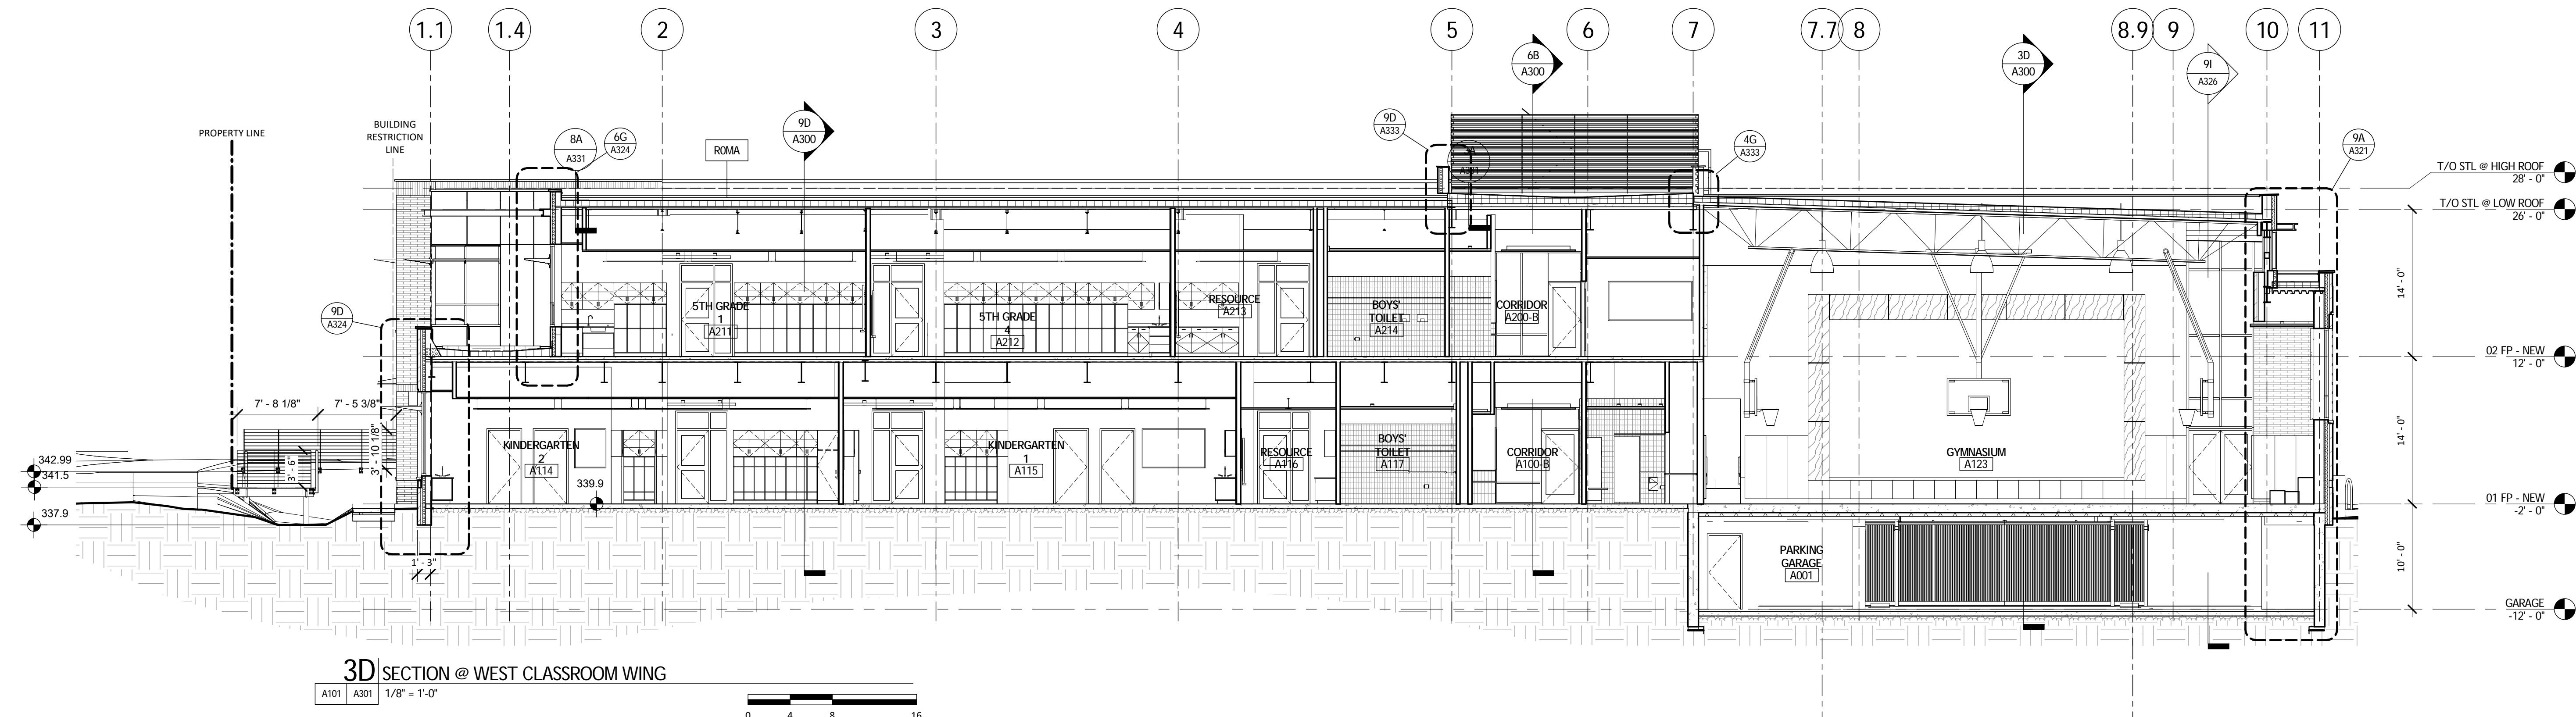 1.1 1.4 2 3 4 5 6 7 7.7 8 8.9 9 10 11
6B
A300
3D
A300
9I
A326
PROPERTY LINE
BUILDING
RESTRICTION
LINE
8A
A331
6G
A324
ROMA
9D
A300
9D
A333
4G
A333
9A
A321
T/O STL @ HIGH ROOF
28' - 0"
T/O STL @ LOW ROOF
26' - 0"
14' - 0"
02 FP - NEW
12' - 0"
14' - 0"
01 FP - NEW
-2' - 0"
10' - 0"
GARAGE
-12' - 0"
9D
A324
5TH GRADE
1
A211
5TH GRADE
4
A212
RESOURCE
A213
BOYS'
TOILET
A214
CORRIDOR
A200-B
7' - 8 1/8"
7' - 5 3/8"
3' - 10 1/8"
3' - 6"
342.99
341.5
337.9
339.9
KINDERGARTEN
2
A114
KINDERGARTEN
1
A115
RESOURCE
A116
BOYS'
TOILET
A117
CORRIDOR
A100-B
GYMNASIUM
A123
PARKING
GARAGE
A001
1' - 3"
3D SECTION @ WEST CLASSROOM WING
A101 A301 1/8" = 1'-0"
0 4 8 16